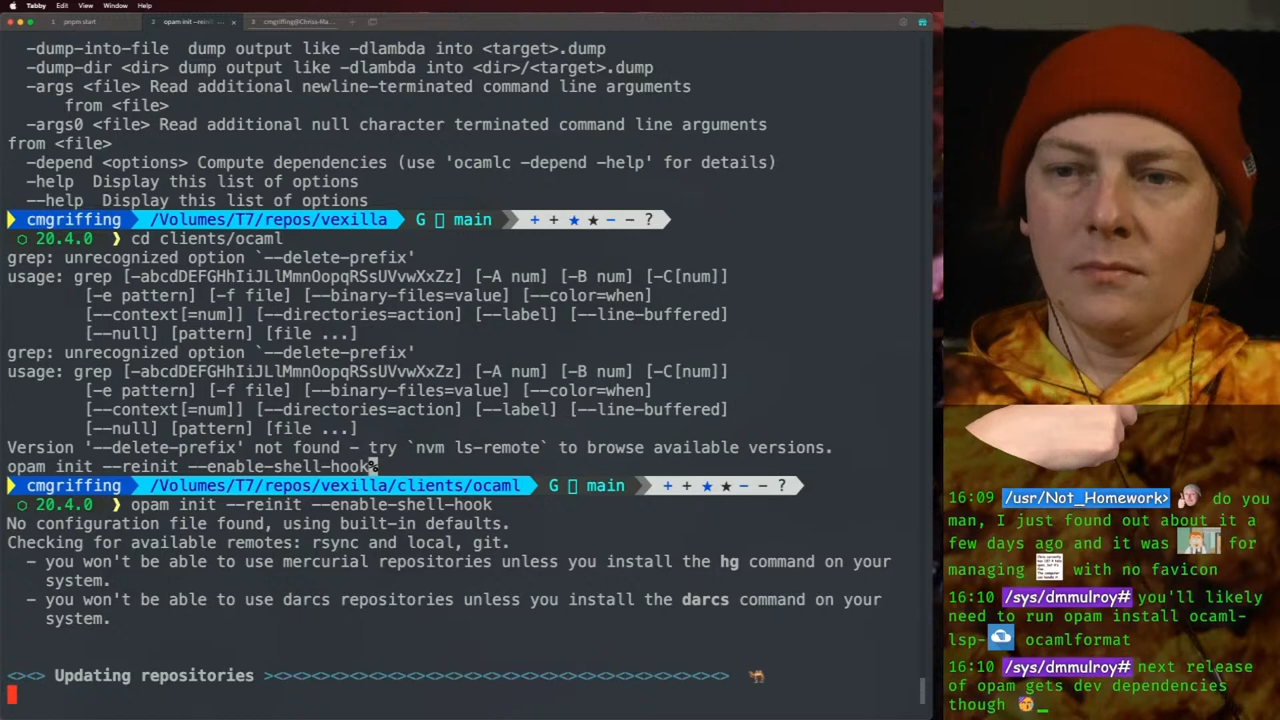 Tabby Edit View Window Help
1 pnpm start
2 opam init --reini
3 cmgriffing@Chriss-Ma...
-dump-into-file  dump output like -dlambda into <target>.dump
-dump-dir <dir> dump output like -dlambda into <dir>/<target>.dump
-args <file> Read additional newline-terminated command line arguments
from <file>
-args0 <file> Read additional null character terminated command line arguments
from <file>
-depend <options> Compute dependencies (use 'ocamlc -depend -help' for details)
-help  Display this list of options
--help  Display this list of options
cmgriffing /Volumes/T7/repos/vexilla G main + + ★ ★ – – ?
20.4.0 ❯ cd clients/ocaml
grep: unrecognized option `--delete-prefix'
usage: grep [-abcdDEFGHhIiJLlMmnOopqRSsUVvwXxZz] [-A num] [-B num] [-C[num]]
[-e pattern] [-f file] [--binary-files=value] [--color=when]
[--context[=num]] [--directories=action] [--label] [--line-buffered]
[--null] [pattern] [file ...]
grep: unrecognized option `--delete-prefix'
usage: grep [-abcdDEFGHhIiJLlMmnOopqRSsUVvwXxZz] [-A num] [-B num] [-C[num]]
[-e pattern] [-f file] [--binary-files=value] [--color=when]
[--context[=num]] [--directories=action] [--label] [--line-buffered]
[--null] [pattern] [file ...]
Version '--delete-prefix' not found - try `nvm ls-remote` to browse available versions.
opam init --reinit --enable-shell-hook%
cmgriffing /Volumes/T7/repos/vexilla/clients/ocaml G main + + ★ ★ – – ?
20.4.0 ❯ opam init --reinit --enable-shell-hook
No configuration file found, using built-in defaults.
Checking for available remotes: rsync and local, git.
- you won't be able to use mercurial repositories unless you install the hg command on your
system.
- you won't be able to use darcs repositories unless you install the darcs command on your
system.
<><> Updating repositories ><><><><><><><><><><><><><><><><><><><><><><><><><><> 🐫
16:09 /usr/Not_Homework> do you
man, I just found out about it a
few days ago and it was for
managing with no favicon
16:10 /sys/dmmulroy# you'll likely
need to run opam install ocaml-
lsp- ocamlformat
16:10 /sys/dmmulroy# next release
of opam gets dev dependencies
though 🥳_